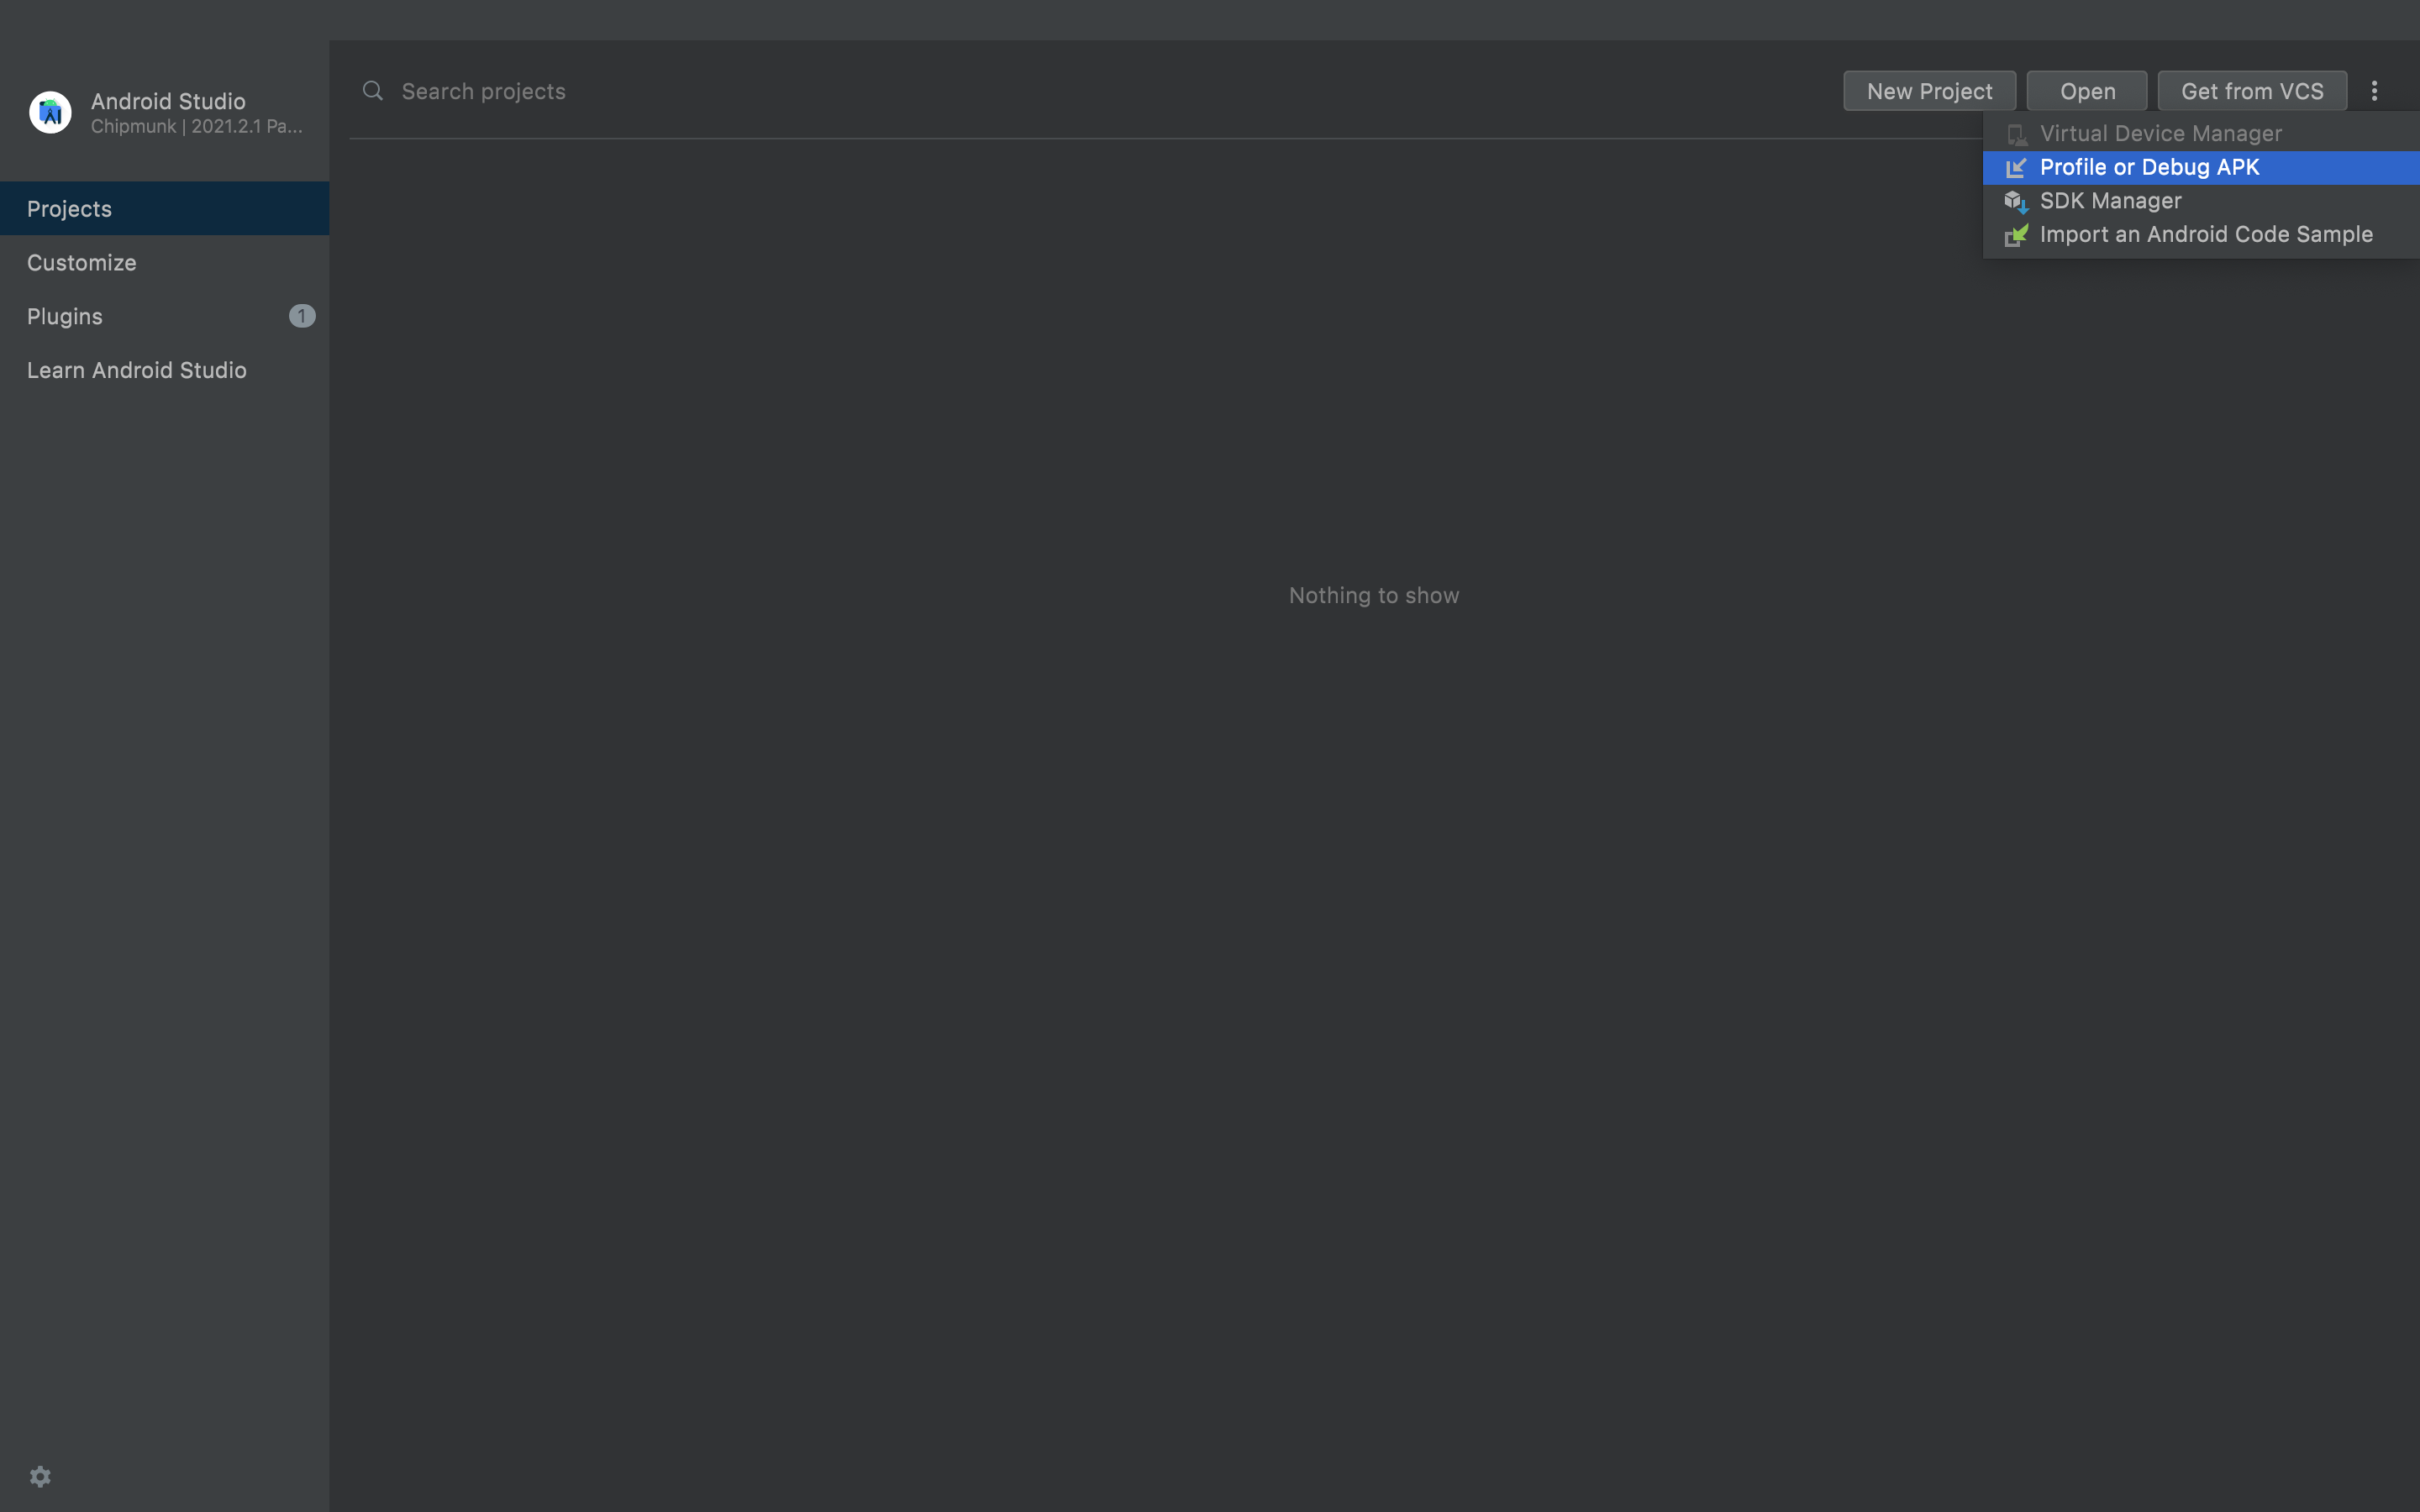 Android Studio
Chipmunk | 2021.2.1 Pa...
Projects
Customize
Plugins
1
Learn Android Studio
Search projects
New Project
Open
Get from VCS
Virtual Device Manager
Profile or Debug APK
SDK Manager
Import an Android Code Sample
Nothing to show